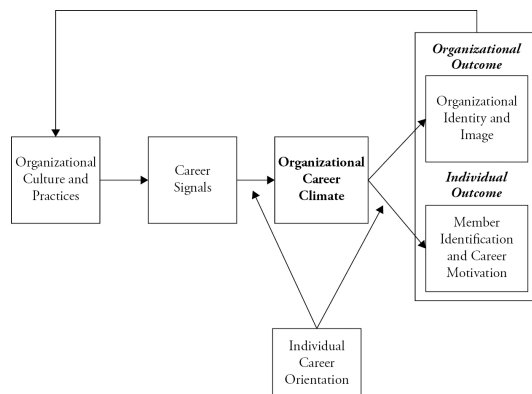 Organizational
Culture and
Practices
Career
Signals
Organizational
Career
Climate
Organizational
Outcome
Organizational
Identity and
Image
Individual
Outcome
Member
Identification
and Career
Motivation
Individual
Career
Orientation